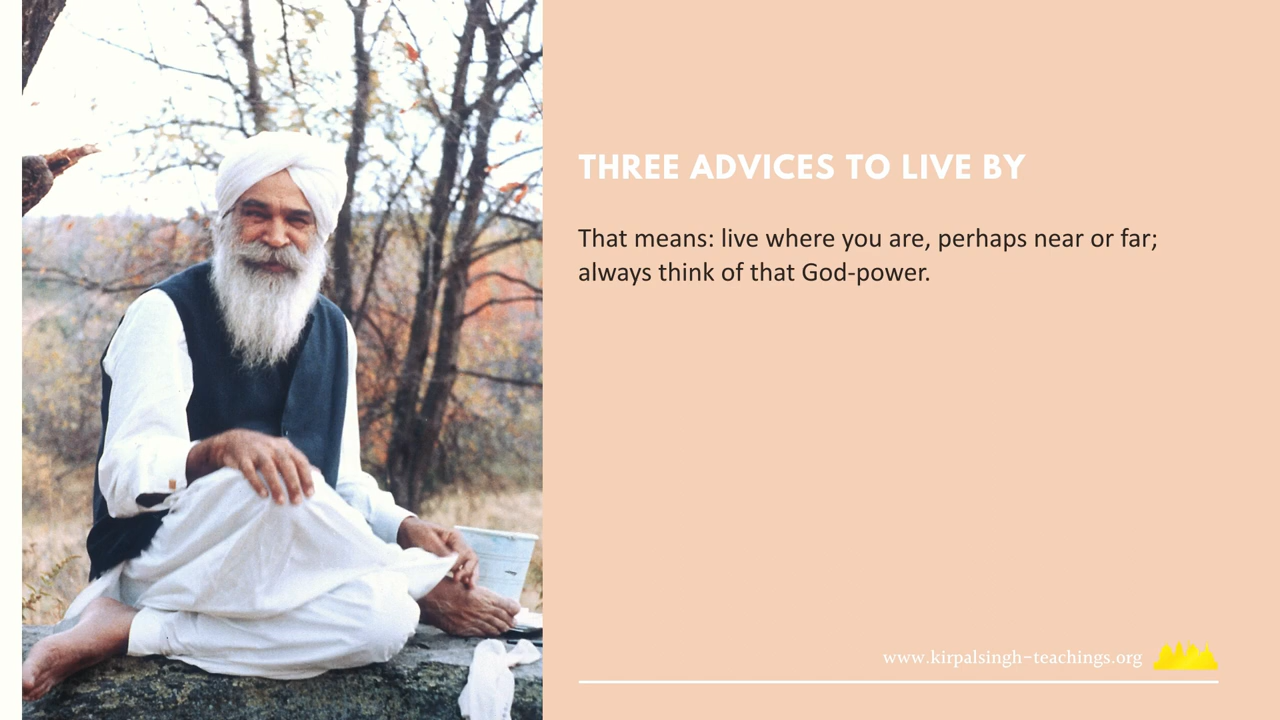 THREE ADVICES TO LIVE BY
That means: live where you are, perhaps near or far;
always think of that God-power.
www.kirpalsingh-teachings.org